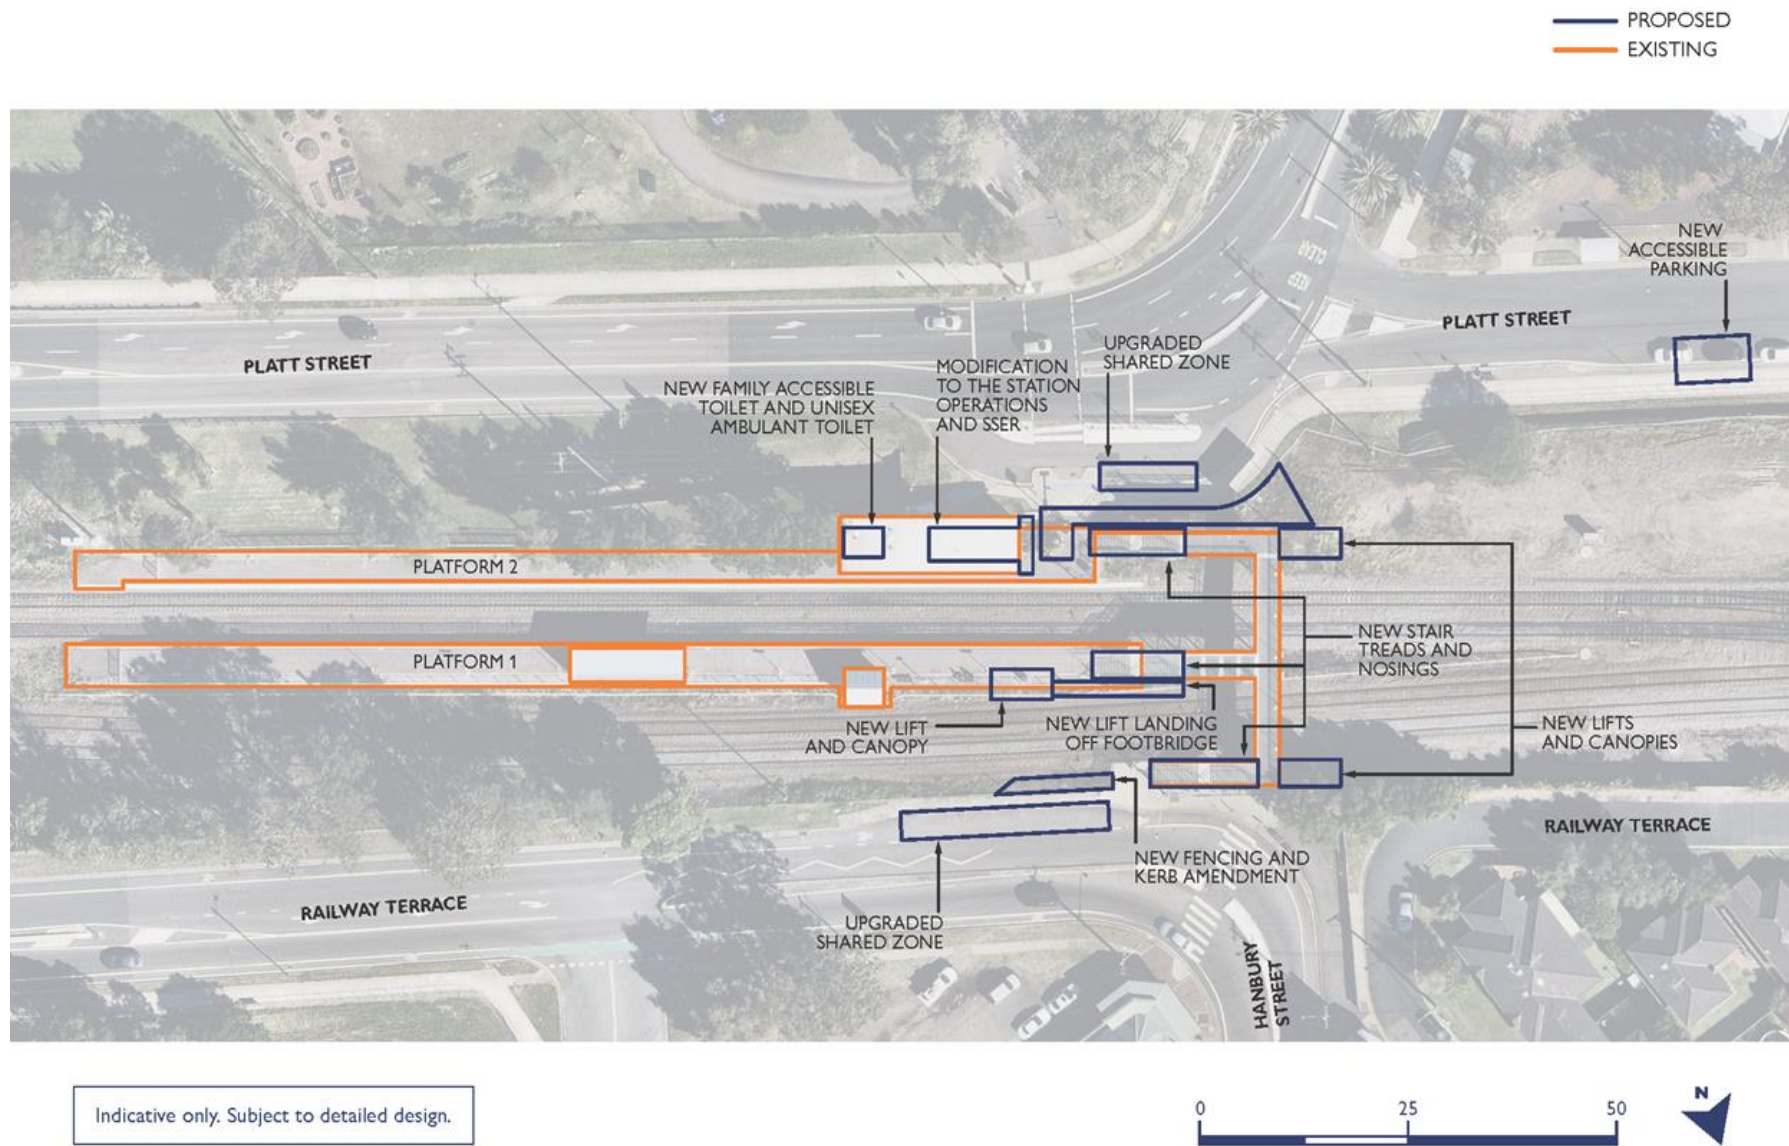 PROPOSED
EXISTING
NEW
ACCESSIBLE
PARKING
PLATT STREET
PLATT STREET
UPGRADED
SHARED ZONE
MODIFICATION
TO THE STATION
OPERATIONS
AND SSER
NEW FAMILY ACCESSIBLE
TOILET AND UNISEX
AMBULANT TOILET
KEEP
CLEAR
PLATFORM 2
PLATFORM 1
NEW STAIR
TREADS AND
NOSINGS
NEW LIFT
AND CANOPY
NEW LIFT LANDING
OFF FOOTBRIDGE
NEW LIFTS
AND CANOPIES
RAILWAY TERRACE
NEW FENCING AND
KERB AMENDMENT
RAILWAY TERRACE
UPGRADED
SHARED ZONE
HANBURY
STREET
Indicative only. Subject to detailed design.
0 25 50
N